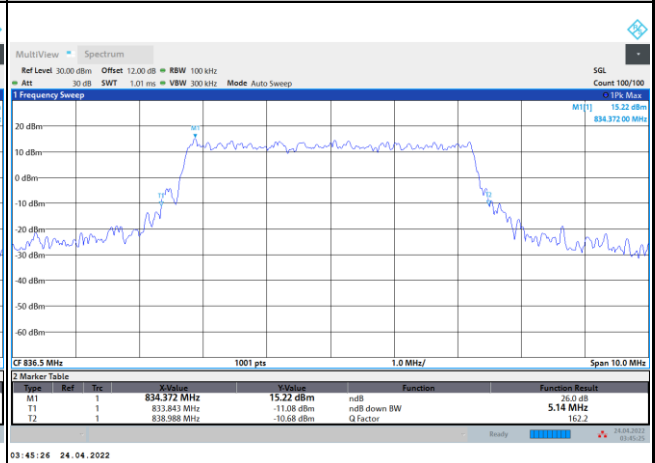 MultiView Spectrum
Ref Level 30.00 dBm Offset 12.00 dB RBW 100 kHz SGL
Att 30 dB SWT 1.01 ms VBW 300 kHz Mode Auto Sweep Count 100/100
1 Frequency Sweep 1Pk Max
M1[1] 15.22 dBm
834.372 00 MHz
20 dBm
M1
10 dBm
0 dBm
T1
T2
-10 dBm
-20 dBm
-30 dBm
-40 dBm
-50 dBm
-60 dBm
CF 836.5 MHz 1001 pts 1.0 MHz/ Span 10.0 MHz
2 Marker Table
Type Ref Trc X-Value Y-Value Function Function Result
M1 1 834.372 MHz 15.22 dBm ndB 26.0 dB
T1 1 833.843 MHz -11.08 dBm ndB down BW 5.14 MHz
T2 1 838.988 MHz -10.68 dBm Q Factor 162.2
Ready 24.04.2022
03:45:25
03:45:26 24.04.2022